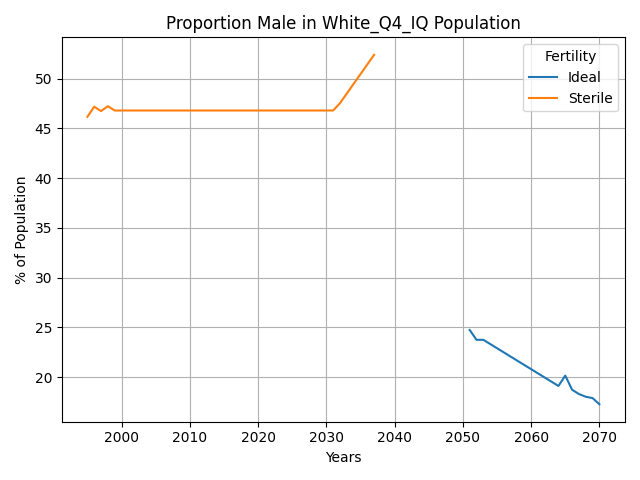 Proportion Male in White_Q4_IQ Population
Fertility
Ideal
Sterile
% of Population
50
45
40
35
30
25
20
2000
2010
2020
2030
2040
2050
2060
2070
Years